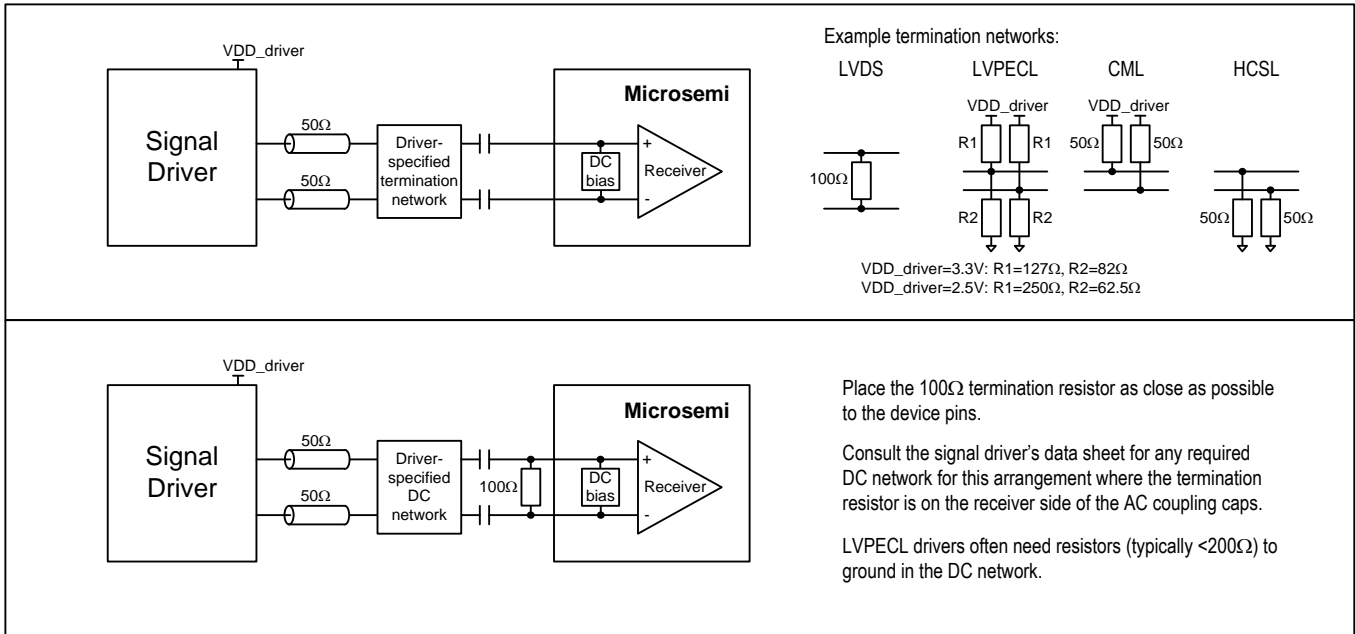 VDD_driver
Signal
Driver
50Ω
50Ω
Driver-
specified
termination
network
Microsemi
+
DC
bias
Receiver
-
Example termination networks:
LVDS LVPECL CML HCSL
100Ω
VDD_driver
R1 R1
R2 R2
VDD_driver
50Ω 50Ω
50Ω 50Ω
VDD_driver=3.3V: R1=127Ω, R2=82Ω
VDD_driver=2.5V: R1=250Ω, R2=62.5Ω
VDD_driver
Signal
Driver
50Ω
50Ω
Driver-
specified
DC
network
100Ω
Microsemi
+
DC
bias
Receiver
-
Place the 100Ω termination resistor as close as possible
to the device pins.
Consult the signal driver’s data sheet for any required
DC network for this arrangement where the termination
resistor is on the receiver side of the AC coupling caps.
LVPECL drivers often need resistors (typically <200Ω) to
ground in the DC network.